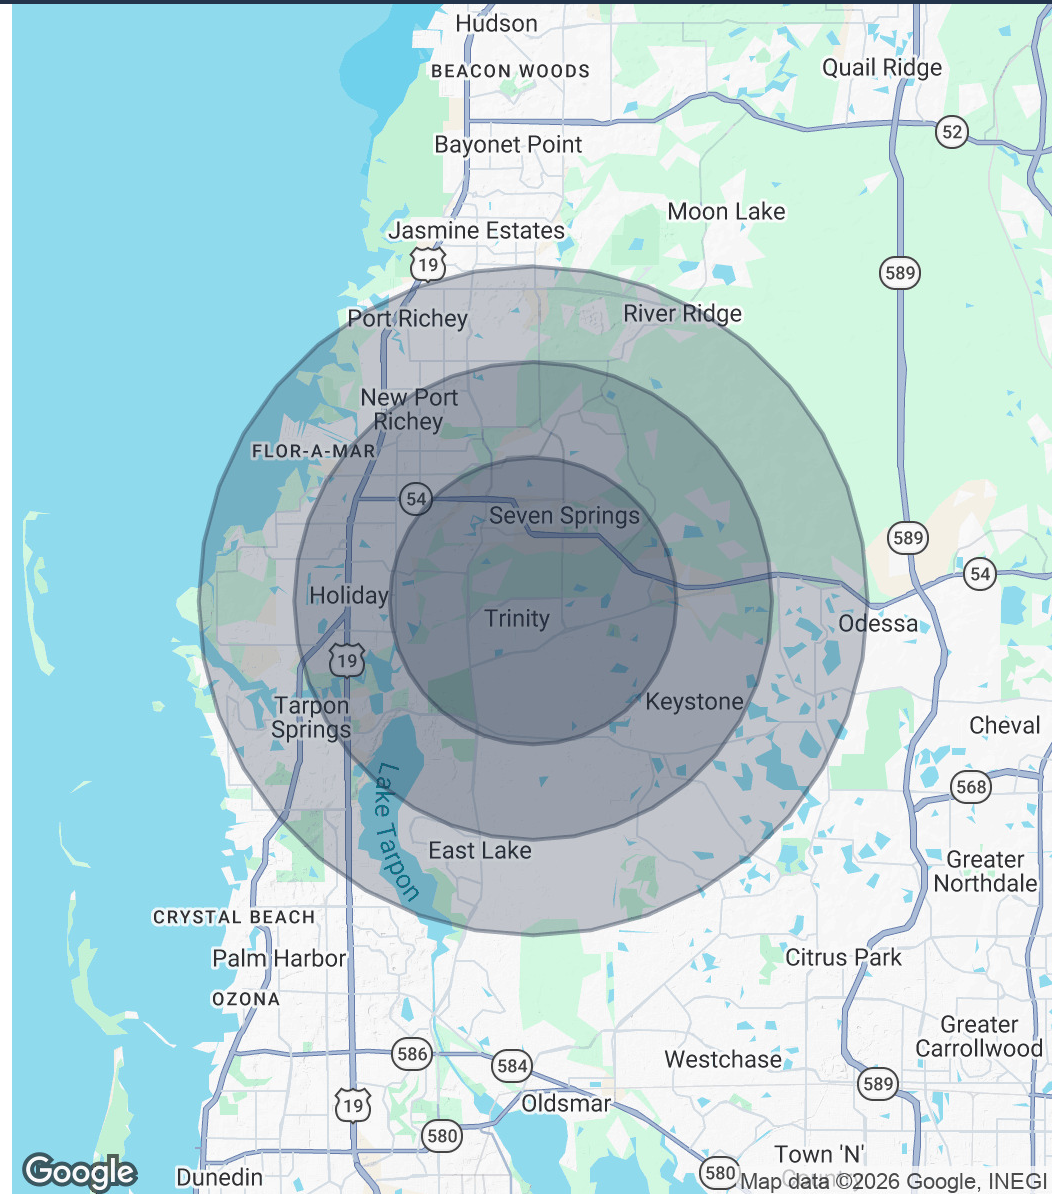 Hudson
BEACON WOODS
Quail Ridge
52
Bayonet Point
Moon Lake
Jasmine Estates
19
589
Port Richey
River Ridge
New Port
Richey
FLOR-A-MAR
54
Seven Springs
589
54
Holiday
Trinity
Odessa
19
Keystone
Tarpon
Springs
Cheval
Lake Tarpon
568
East Lake
Greater
Northdale
CRYSTAL BEACH
Palm Harbor
Citrus Park
OZONA
Greater
Carrollwood
586
584
Westchase
589
19
Oldsmar
580
Town 'N'
580
Google
Dunedin
Map data ©2026 Google, INEGI